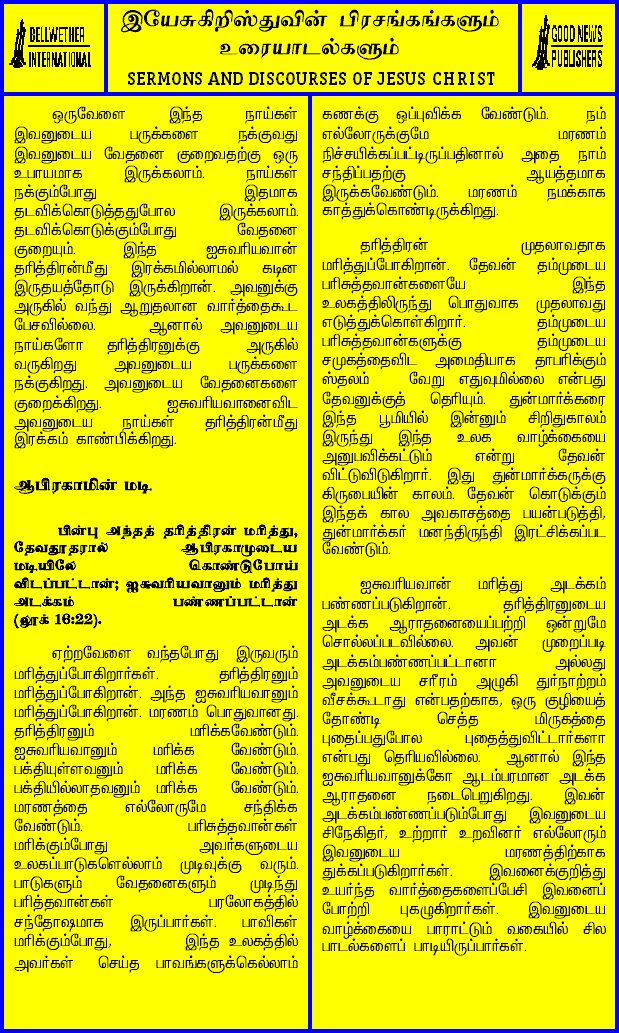 BELLWETHER
INTERNATIONAL
இயேசுகிறிஸ்துவின் பிரசங்கங்களும்
உரையாடல்களும்
SERMONS AND DISCOURSES OF JESUS CHRIST
GOOD NEWS
PUBLISHERS
ஒருவேளை இந்த நாய்கள்
இவனுடைய பருக்களை நக்குவது
இவனுடைய வேதனை குறைவதற்கு ஒரு
உபாயமாக இருக்கலாம். நாய்கள்
நக்கும்போது இதமாக
தடவிக்கொடுத்ததுபோல இருக்கலாம்.
தடவிக்கொடுக்கும்போது வேதனை
குறையும். இந்த ஐசுவரியவான்
தரித்திரன்மீது இரக்கமில்லாமல் கடின
இருதயத்தோடு இருக்கிறான். அவனுக்கு
அருகில் வந்து ஆறுதலான வார்த்தைகூட
பேசவில்லை. ஆனால் அவனுடைய
நாய்களோ தரித்திரனுக்கு அருகில்
வருகிறது அவனுடைய பருக்களை
நக்குகிறது. அவனுடைய வேதனைகளை
குறைக்கிறது. ஐசுவரியவானைவிட
அவனுடைய நாய்கள் தரித்திரன்மீது
இரக்கம் காண்பிக்கிறது.
ஆபிரகாமின் மடி.
பின்பு அந்தத் தரித்திரன் மரித்து,
தேவதூதரால் ஆபிரகாமுடைய
மடியிலே கொண்டுபோய்
விடப்பட்டான்; ஐசுவரியவானும் மரித்து
அடக்கம் பண்ணப்பட்டான்
(லூக் 16:22).
ஏற்றவேளை வந்தபோது இருவரும்
மரித்துப்போகிறார்கள். தரித்திரனும்
மரித்துப்போகிறான். அந்த ஐசுவரியவானும்
மரித்துப்போகிறான். மரணம் பொதுவானது.
தரித்திரனும் மரிக்கவேண்டும்.
ஐசுவரியவானும் மரிக்க வேண்டும்.
பக்தியுள்ளவனும் மரிக்க வேண்டும்.
பக்தியில்லாதவனும் மரிக்க வேண்டும்.
மரணத்தை எல்லோருமே சந்திக்க
வேண்டும். பரிசுத்தவான்கள்
மரிக்கும்போது அவர்களுடைய
உலகப்பாடுகளெல்லாம் முடிவுக்கு வரும்.
பாடுகளும் வேதனைகளும் முடிந்து
பரித்தவான்கள் பரலோகத்தில்
சந்தோஷமாக இருப்பார்கள். பாவிகள்
மரிக்கும்போது, இந்த உலகத்தில்
அவர்கள் செய்த பாவங்களுக்கெல்லாம்
கணக்கு ஒப்புவிக்க வேண்டும். நம்
எல்லோருக்குமே மரணம்
நிச்சயிக்கப்பட்டிருப்பதினால் அதை நாம்
சந்திப்பதற்கு ஆயத்தமாக
இருக்கவேண்டும். மரணம் நமக்காக
காத்துக்கொண்டிருக்கிறது.
தரித்திரன் முதலாவதாக
மரித்துப்போகிறான். தேவன் தம்முடைய
பரிசுத்தவான்களையே இந்த
உலகத்திலிருந்து பொதுவாக முதலாவது
எடுத்துக்கொள்கிறார். தம்முடைய
பரிசுத்தவான்களுக்கு தம்முடைய
சமுகத்தைவிட அமைதியாக தாபரிக்கும்
ஸ்தலம் வேறு எதுவுமில்லை என்பது
தேவனுக்குத் தெரியும். துன்மார்க்கரை
இந்த பூமியில் இன்னும் சிறிதுகாலம்
இருந்து இந்த உலக வாழ்க்கையை
அனுபவிக்கட்டும் என்று தேவன்
விட்டுவிடுகிறார். இது துன்மார்க்கருக்கு
கிருபையின் காலம். தேவன் கொடுக்கும்
இந்தக் கால அவகாசத்தை பயன்படுத்தி,
துன்மார்க்கர் மனந்திருந்தி இரட்சிக்கப்பட
வேண்டும்.
ஐசுவரியவான் மரித்து அடக்கம்
பண்ணப்படுகிறான். தரித்திரனுடைய
அடக்க ஆராதனையைப்பற்றி ஒன்றுமே
சொல்லப்படவில்லை. அவன் முறைப்படி
அடக்கம்பண்ணப்பட்டானா அல்லது
அவனுடைய சரீரம் அழுகி துர்நாற்றம்
வீசக்கூடாது என்பதற்காக, ஒரு குழியைத்
தோண்டி செத்த மிருகத்தை
புதைப்பதுபோல புதைத்துவிட்டார்களா
என்பது தெரியவில்லை. ஆனால் இந்த
ஐசுவரியவானுக்கோ ஆடம்பரமான அடக்க
ஆராதனை நடைபெறுகிறது. இவன்
அடக்கம்பண்ணப்படும்போது இவனுடைய
சிநேகிதர், உற்றார் உறவினர் எல்லோரும்
இவனுடைய மரணத்திற்காக
துக்கப்படுகிறார்கள். இவனைக்குறித்து
உயர்ந்த வார்த்தைகளைப்பேசி இவனைப்
போற்றி புகழுகிறார்கள். இவனுடைய
வாழ்க்கையை பாராட்டும் வகையில் சில
பாடல்களைப் பாடியிருப்பார்கள்.